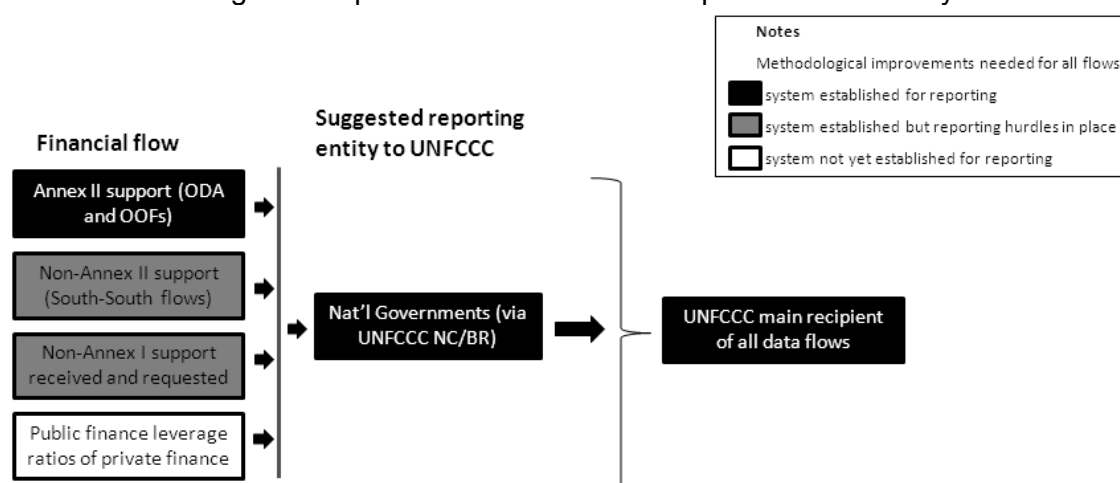 Notes
Methodological improvements needed for all flows
system established for reporting
system established but reporting hurdles in place
system not yet established for reporting
Financial flow
Suggested reporting
entity to UNFCCC
Annex II support (ODA
and OOFs)
Non-Annex II support
(South-South flows)
Non-Annex I support
received and requested
Public finance leverage
ratios of private finance
Nat'l Governments (via
UNFCCC NC/BR)
UNFCCC main recipient
of all data flows